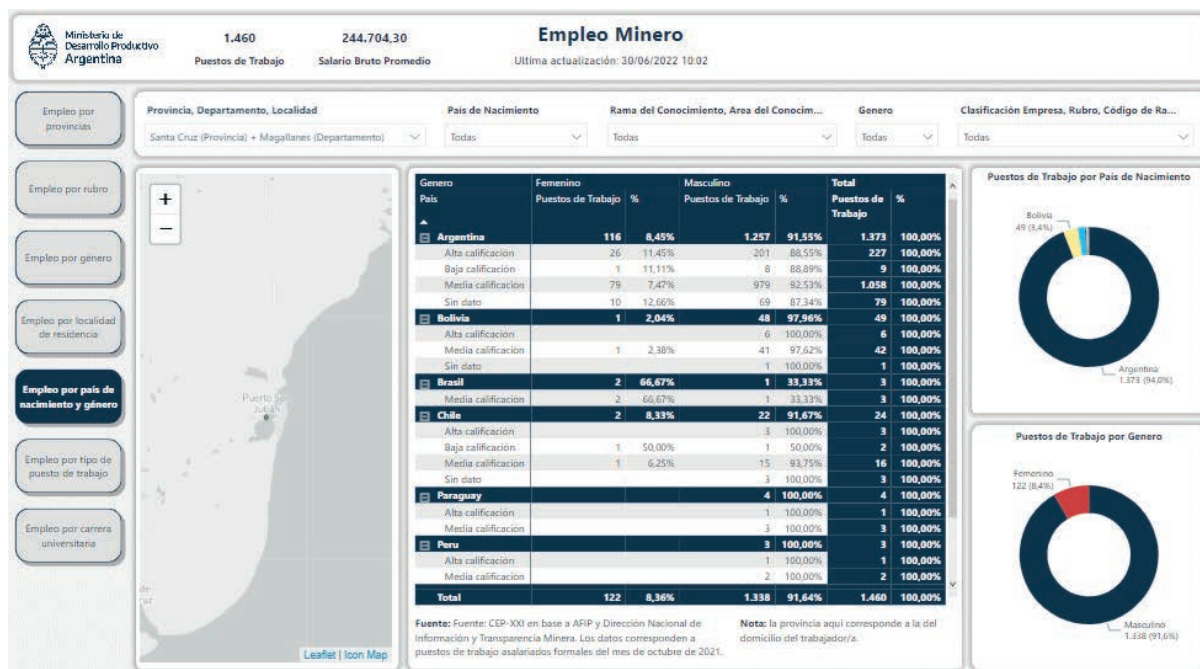 Ministerio de
Desarrollo Productivo
Argentina
1.460
Puestos de Trabajo
244.704,30
Salario Bruto Promedio
Empleo Minero
Ultima actualización: 30/06/2022 10:02
Empleo por
provincias
Empleo por rubro
Empleo por género
Empleo por localidad
de residencia
Empleo por país de
nacimiento y género
Empleo por tipo de
puesto de trabajo
Empleo por carrera
universitaria
Provincia, Departamento, Localidad
Santa Cruz (Provincia) + Magallanes (Departamento)
País de Nacimiento
Todas
Rama del Conocimiento, Area del Conocim...
Todas
Genero
Todas
Clasificación Empresa, Rubro, Código de Ra...
Todas
+
−
Puerto S
Julián
Leaflet | Icon Map
Genero Femenino Masculino Total
País Puestos de Trabajo % Puestos de Trabajo % Puestos de %
Trabajo
Argentina 116 8,45% 1.257 91,55% 1.373 100,00%
Alta calificación 26 11,45% 201 88,55% 227 100,00%
Baja calificación 1 11,11% 8 88,89% 9 100,00%
Media calificación 79 7,47% 979 92,53% 1.058 100,00%
Sin dato 10 12,66% 69 87,34% 79 100,00%
Bolivia 1 2,04% 48 97,96% 49 100,00%
Alta calificación 6 100,00% 6 100,00%
Media calificación 1 2,38% 41 97,62% 42 100,00%
Sin dato 1 100,00% 1 100,00%
Brasil 2 66,67% 1 33,33% 3 100,00%
Media calificación 2 66,67% 1 33,33% 3 100,00%
Chile 2 8,33% 22 91,67% 24 100,00%
Alta calificación 3 100,00% 3 100,00%
Baja calificación 1 50,00% 1 50,00% 2 100,00%
Media calificación 1 6,25% 15 93,75% 16 100,00%
Sin dato 3 100,00% 3 100,00%
Paraguay 4 100,00% 4 100,00%
Alta calificación 1 100,00% 1 100,00%
Media calificación 3 100,00% 3 100,00%
Peru 3 100,00% 3 100,00%
Alta calificación 1 100,00% 1 100,00%
Media calificación 2 100,00% 2 100,00%
Total 122 8,36% 1.338 91,64% 1.460 100,00%
Fuente: Fuente: CEP-XXI en base a AFIP y Dirección Nacional de
Información y Transparencia Minera. Los datos corresponden a
puestos de trabajo asalariados formales del mes de octubre de 2021.
Nota: la provincia aquí corresponde a la del
domicilio del trabajador/a.
Puestos de Trabajo por País de Nacimiento
Bolivia
49 (3,4%)
Argentina
1.373 (94,0%)
Puestos de Trabajo por Genero
Femenino
122 (8,4%)
Masculino
1.338 (91,6%)